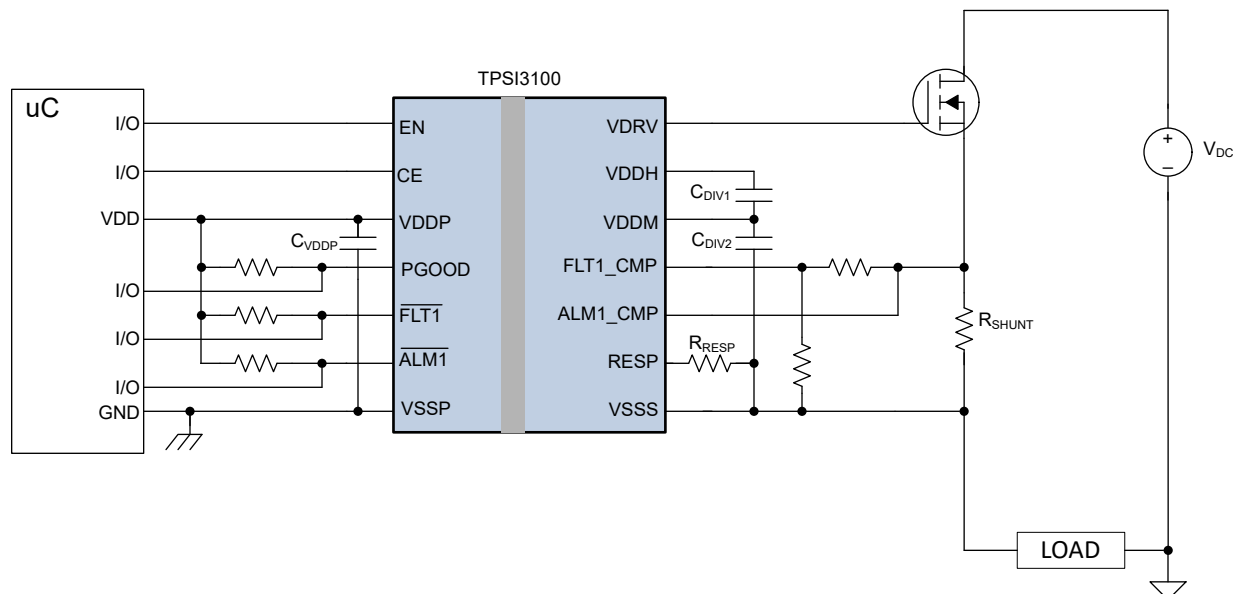 TPSI3100
uC
I/O
EN
VDRV
I/O
CE
VDDH
CDIV1
VDD
VDDP
VDDM
CVDDP
CDIV2
PGOOD
FLT1_CMP
I/O
FLT1
ALM1_CMP
I/O
RSHUNT
ALM1
RESP
RRESP
I/O
GND
VSSP
VSSS
+
−
VDC
LOAD